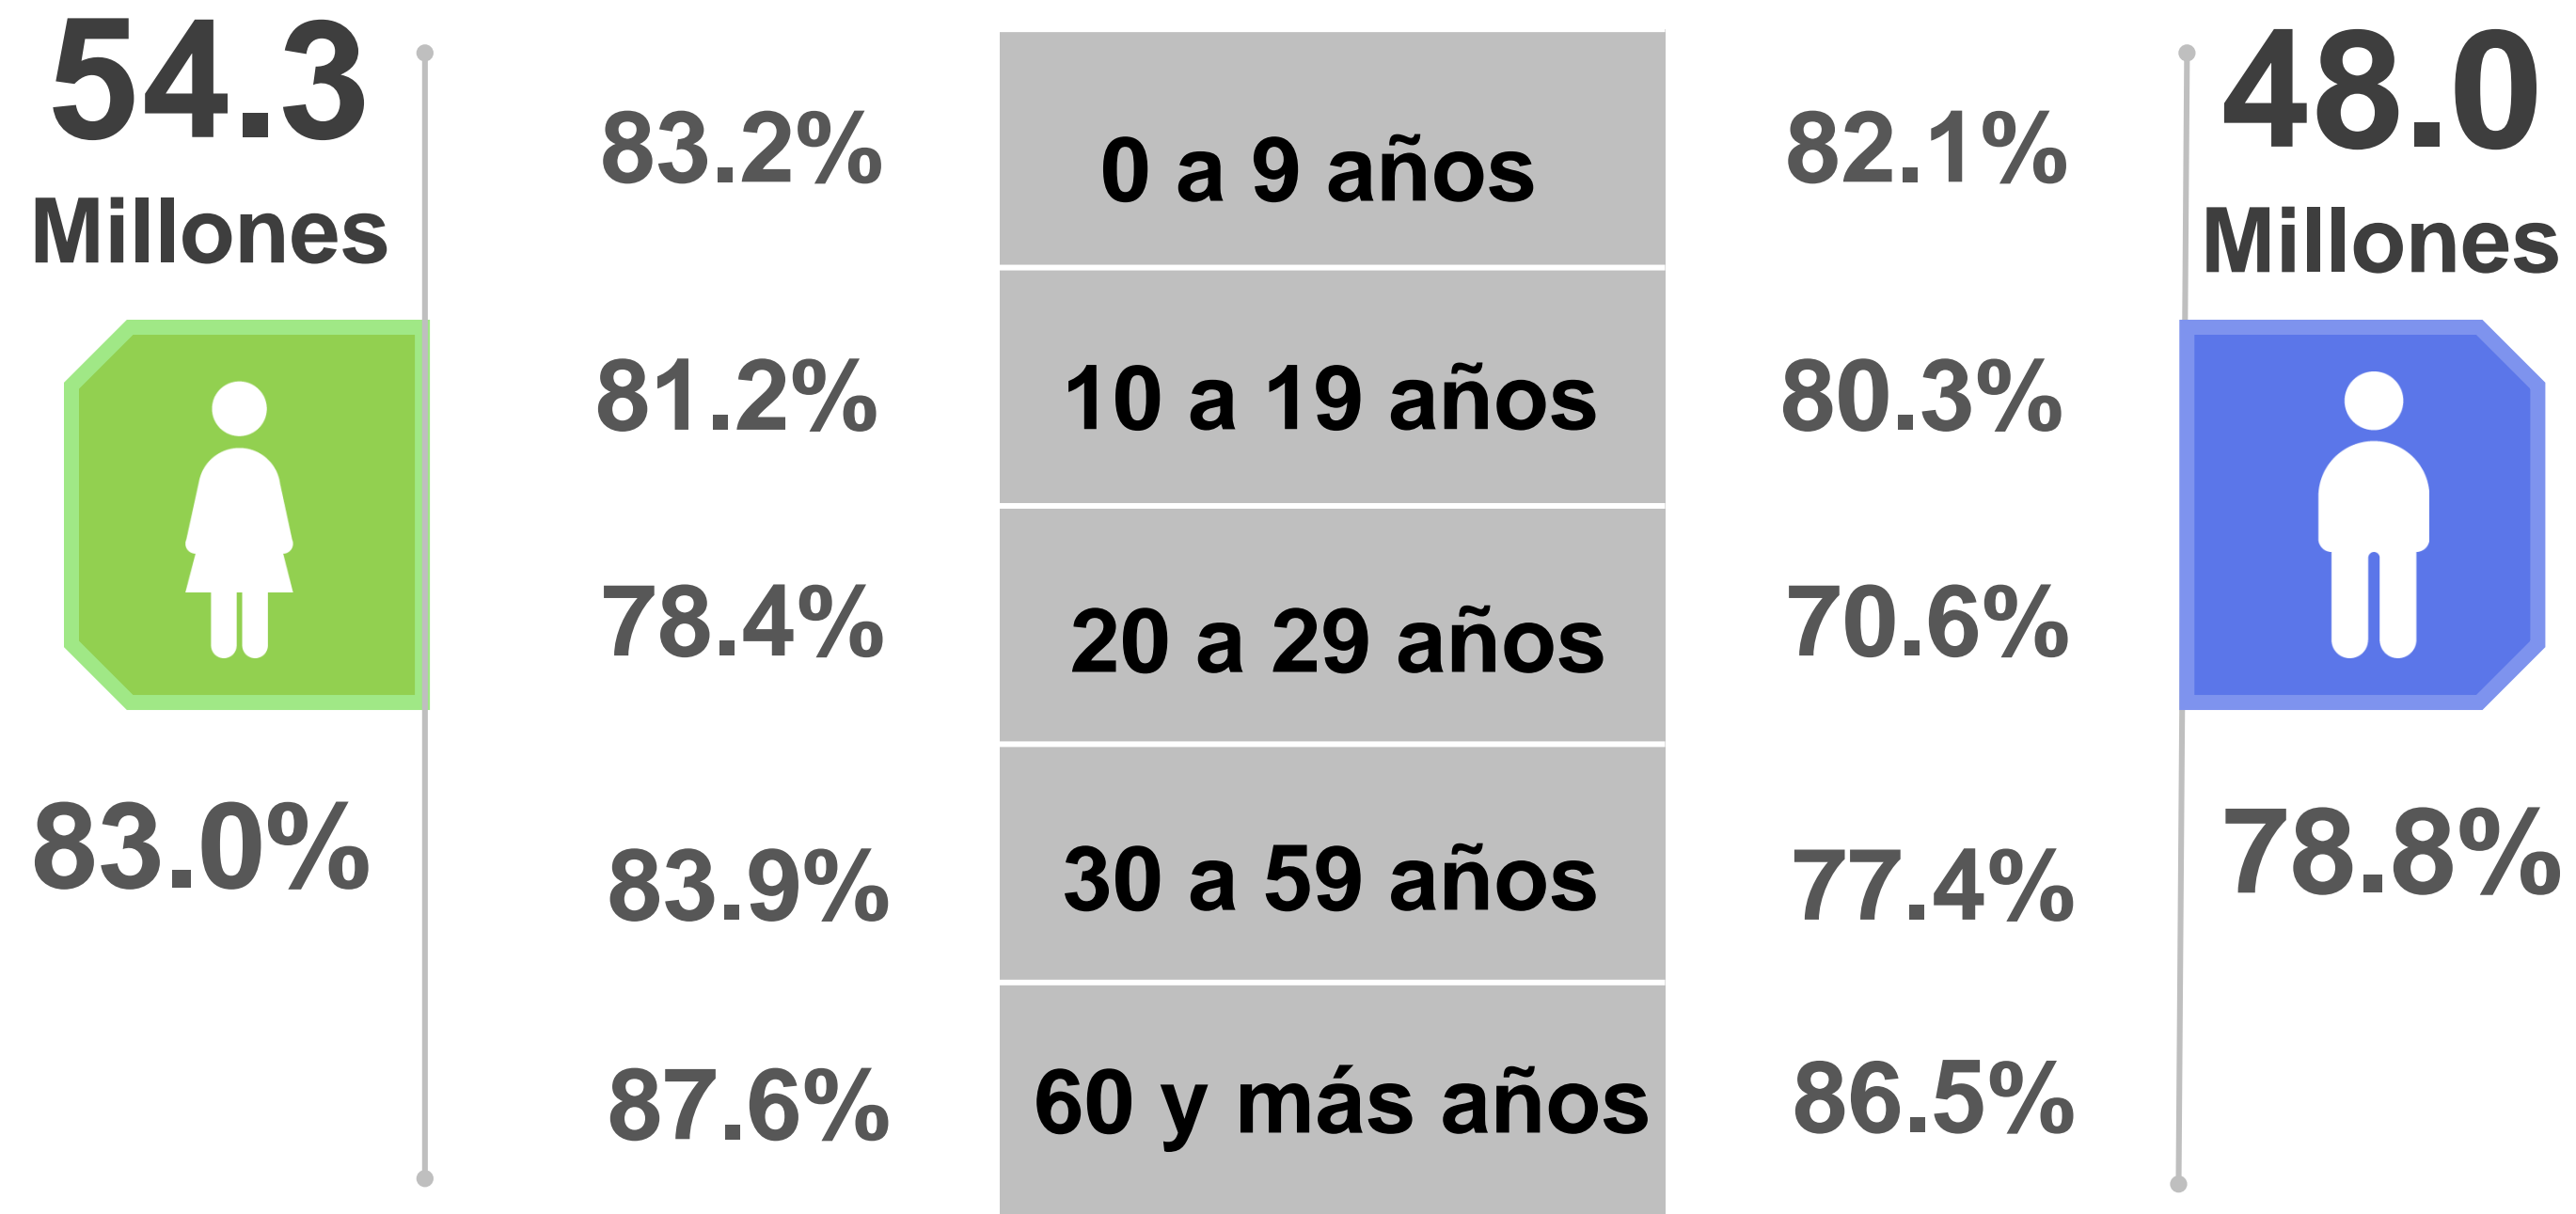 54.3
Millones
83.0%
83.2%
0 a 9 años
82.1%
81.2%
10 a 19 años
80.3%
78.4%
20 a 29 años
70.6%
83.9%
30 a 59 años
77.4%
87.6%
60 y más años
86.5%
48.0
Millones
78.8%